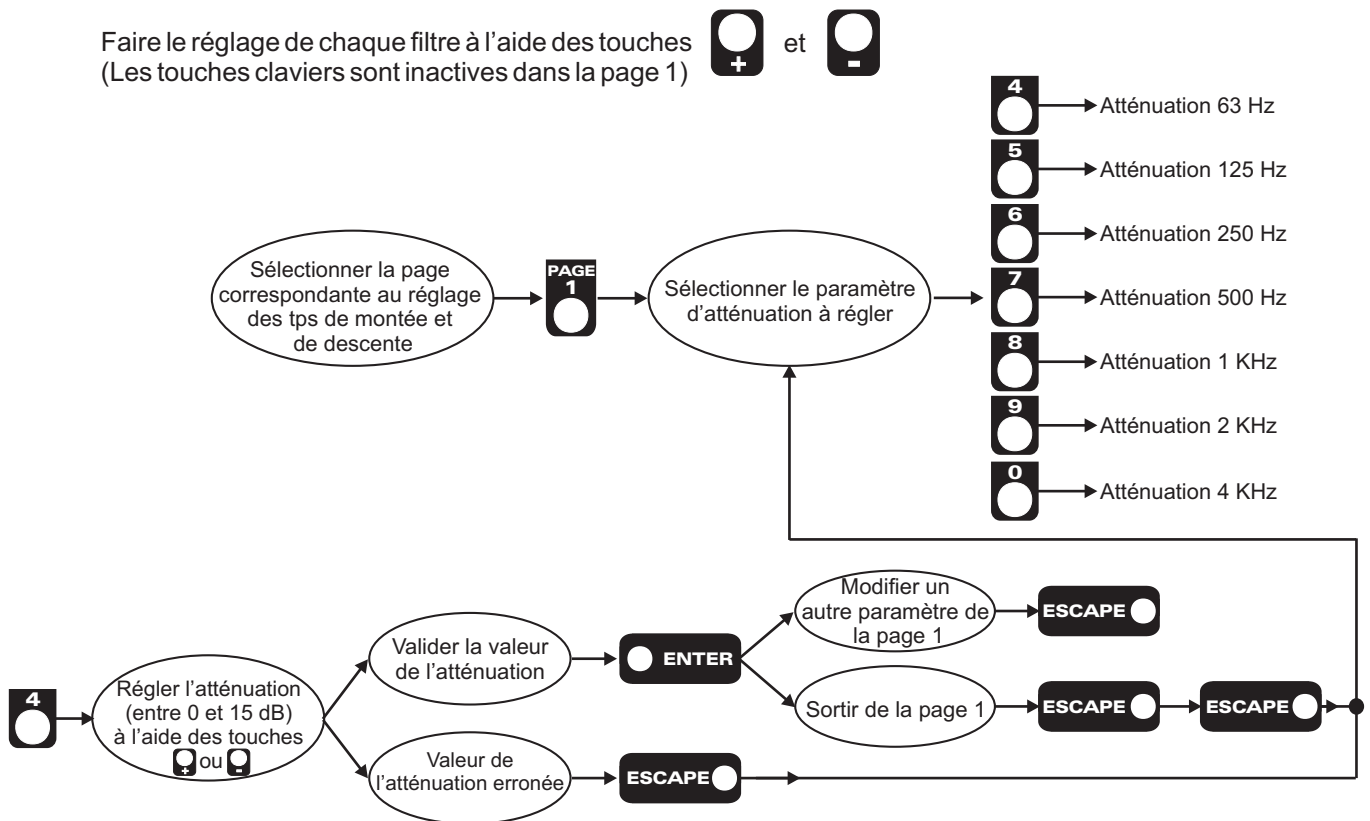 Faire le réglage de chaque filtre à l'aide des touches + et -
(Les touches claviers sont inactives dans la page 1)
4
Atténuation 63 Hz
5
Atténuation 125 Hz
6
Atténuation 250 Hz
Sélectionner la page
correspondante au réglage
des tps de montée et
de descente
PAGE
1
Sélectionner le paramètre
d'atténuation à régler
7
Atténuation 500 Hz
8
Atténuation 1 KHz
9
Atténuation 2 KHz
0
Atténuation 4 KHz
4
Régler l'atténuation
(entre 0 et 15 dB)
à l'aide des touches
+ ou -
Valider la valeur
de l'atténuation
ENTER
Modifier un
autre paramètre de
la page 1
ESCAPE
Sortir de la page 1
ESCAPE
ESCAPE
Valeur de
l'atténuation erronée
ESCAPE